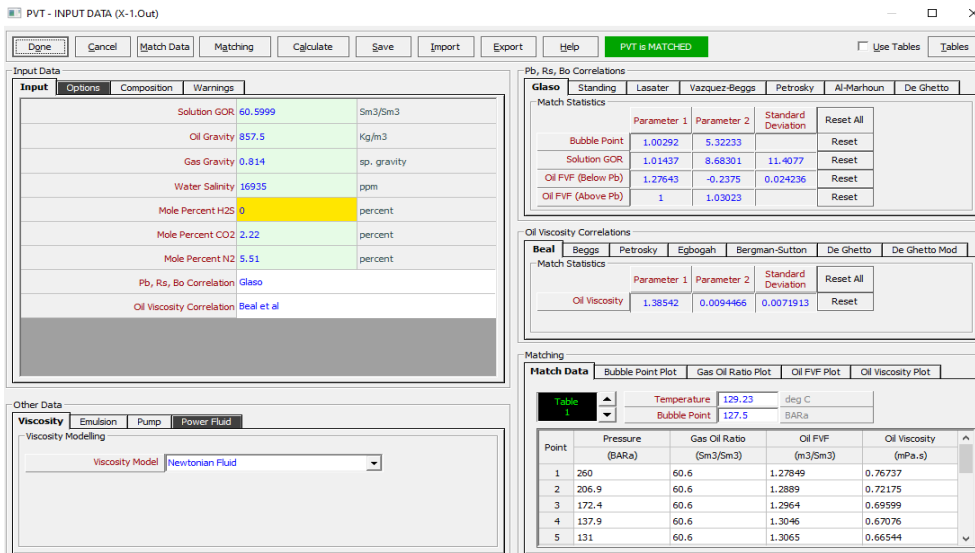 PVT - INPUT DATA (X-1.Out)
Done Cancel Match Data Matching Calculate Save Import Export Help PVT is MATCHED Use Tables Tables
Input Data
Input Options Composition Warnings
Solution GOR 60.5999 Sm3/Sm3
Oil Gravity 857.5 Kg/m3
Gas Gravity 0.814 sp. gravity
Water Salinity 16935 ppm
Mole Percent H2S 0 percent
Mole Percent CO2 2.22 percent
Mole Percent N2 5.51 percent
Pb, Rs, Bo Correlation Glaso
Oil Viscosity Correlation Beal et al
Other Data
Viscosity Emulsion Pump Power Fluid
Viscosity Modelling
Viscosity Model Newtonian Fluid
Pb, Rs, Bo Correlations
Glaso Standing Lasater Vazquez-Beggs Petrosky Al-Marhoun De Ghetto
Match Statistics
Parameter 1 Parameter 2 Standard Deviation Reset All
Bubble Point 1.00292 5.32233 Reset
Solution GOR 1.01437 8.68301 11.4077 Reset
Oil FVF (Below Pb) 1.27643 -0.2375 0.024236 Reset
Oil FVF (Above Pb) 1 1.03023 Reset
Oil Viscosity Correlations
Beal Beggs Petrosky Egbogah Bergman-Sutton De Ghetto De Ghetto Mod
Match Statistics
Parameter 1 Parameter 2 Standard Deviation Reset All
Oil Viscosity 1.38542 0.0094466 0.0071913 Reset
Matching
Match Data Bubble Point Plot Gas Oil Ratio Plot Oil FVF Plot Oil Viscosity Plot
Table 1
Temperature 129.23 deg C
Bubble Point 127.5 BARa
Point Pressure Gas Oil Ratio Oil FVF Oil Viscosity
(BARa) (Sm3/Sm3) (m3/Sm3) (mPa.s)
1 260 60.6 1.27849 0.76737
2 206.9 60.6 1.2889 0.72175
3 172.4 60.6 1.2964 0.69599
4 137.9 60.6 1.3046 0.67076
5 131 60.6 1.3065 0.66544